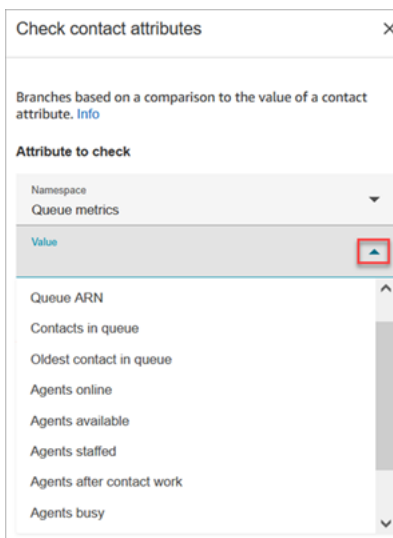 Check contact attributes
Branches based on a comparison to the value of a contact
attribute. Info
Attribute to check
Namespace
Queue metrics
Value
Queue ARN
Contacts in queue
Oldest contact in queue
Agents online
Agents available
Agents staffed
Agents after contact work
Agents busy